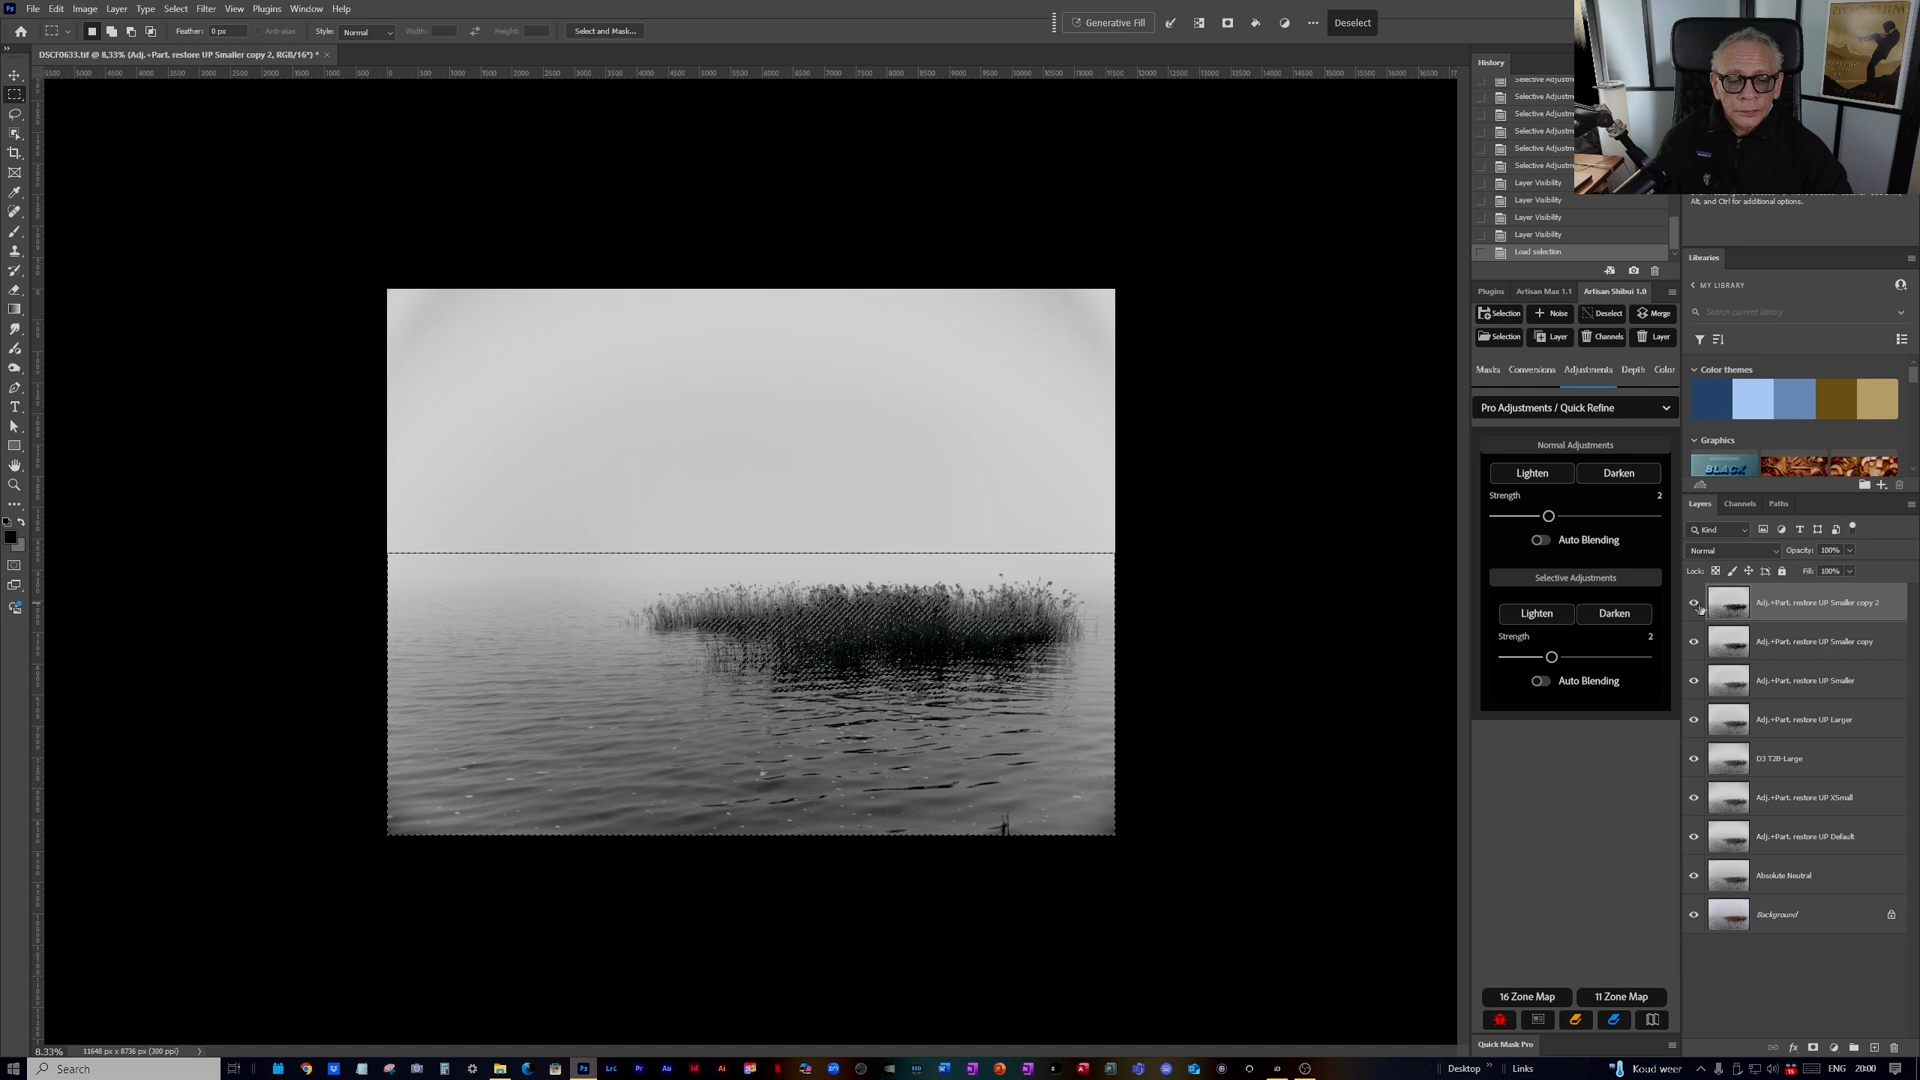 File Edit Image Layer Type Select Filter View Plugins Window Help
Feather: 0 px Anti-alias Style: Normal Width: Height: Select and Mask...
Generative Fill Deselect
DSCF0633.tif @ 8,33% (Adj.+Part. restore UP Smaller copy 2, RGB/16*) *
History
Selective Adjustm
Selective Adjustm
Selective Adjustm
Selective Adjustm
Selective Adjustm
Selective Adjustm
Layer Visibility
Layer Visibility
Layer Visibility
Layer Visibility
Load selection
Alt, and Ctrl for additional options.
Libraries
MY LIBRARY
Search current library
Color themes
Graphics
BLACK
Plugins Artisan Max 1.1 Artisan Shibui 1.0
Selection Noise Deselect Merge
Selection Layer Channels Layer
Masks Conversions Adjustments Depth Color
Pro Adjustments / Quick Refine
Normal Adjustments
Lighten Darken
Strength 2
Auto Blending
Selective Adjustments
Lighten Darken
Strength 2
Auto Blending
16 Zone Map 11 Zone Map
Quick Mask Pro
Layers Channels Paths
Kind
Normal Opacity: 100%
Lock: Fill: 100%
Adj.+Part. restore UP Smaller copy 2
Adj.+Part. restore UP Smaller copy
Adj.+Part. restore UP Smaller
Adj.+Part. restore UP Larger
D3 T2B-Large
Adj.+Part. restore UP XSmall
Adj.+Part. restore UP Default
Absolute Neutral
Background
8.33% 11648 px x 8736 px (300 ppi)
Search
Desktop Links Koud weer ENG 20:00